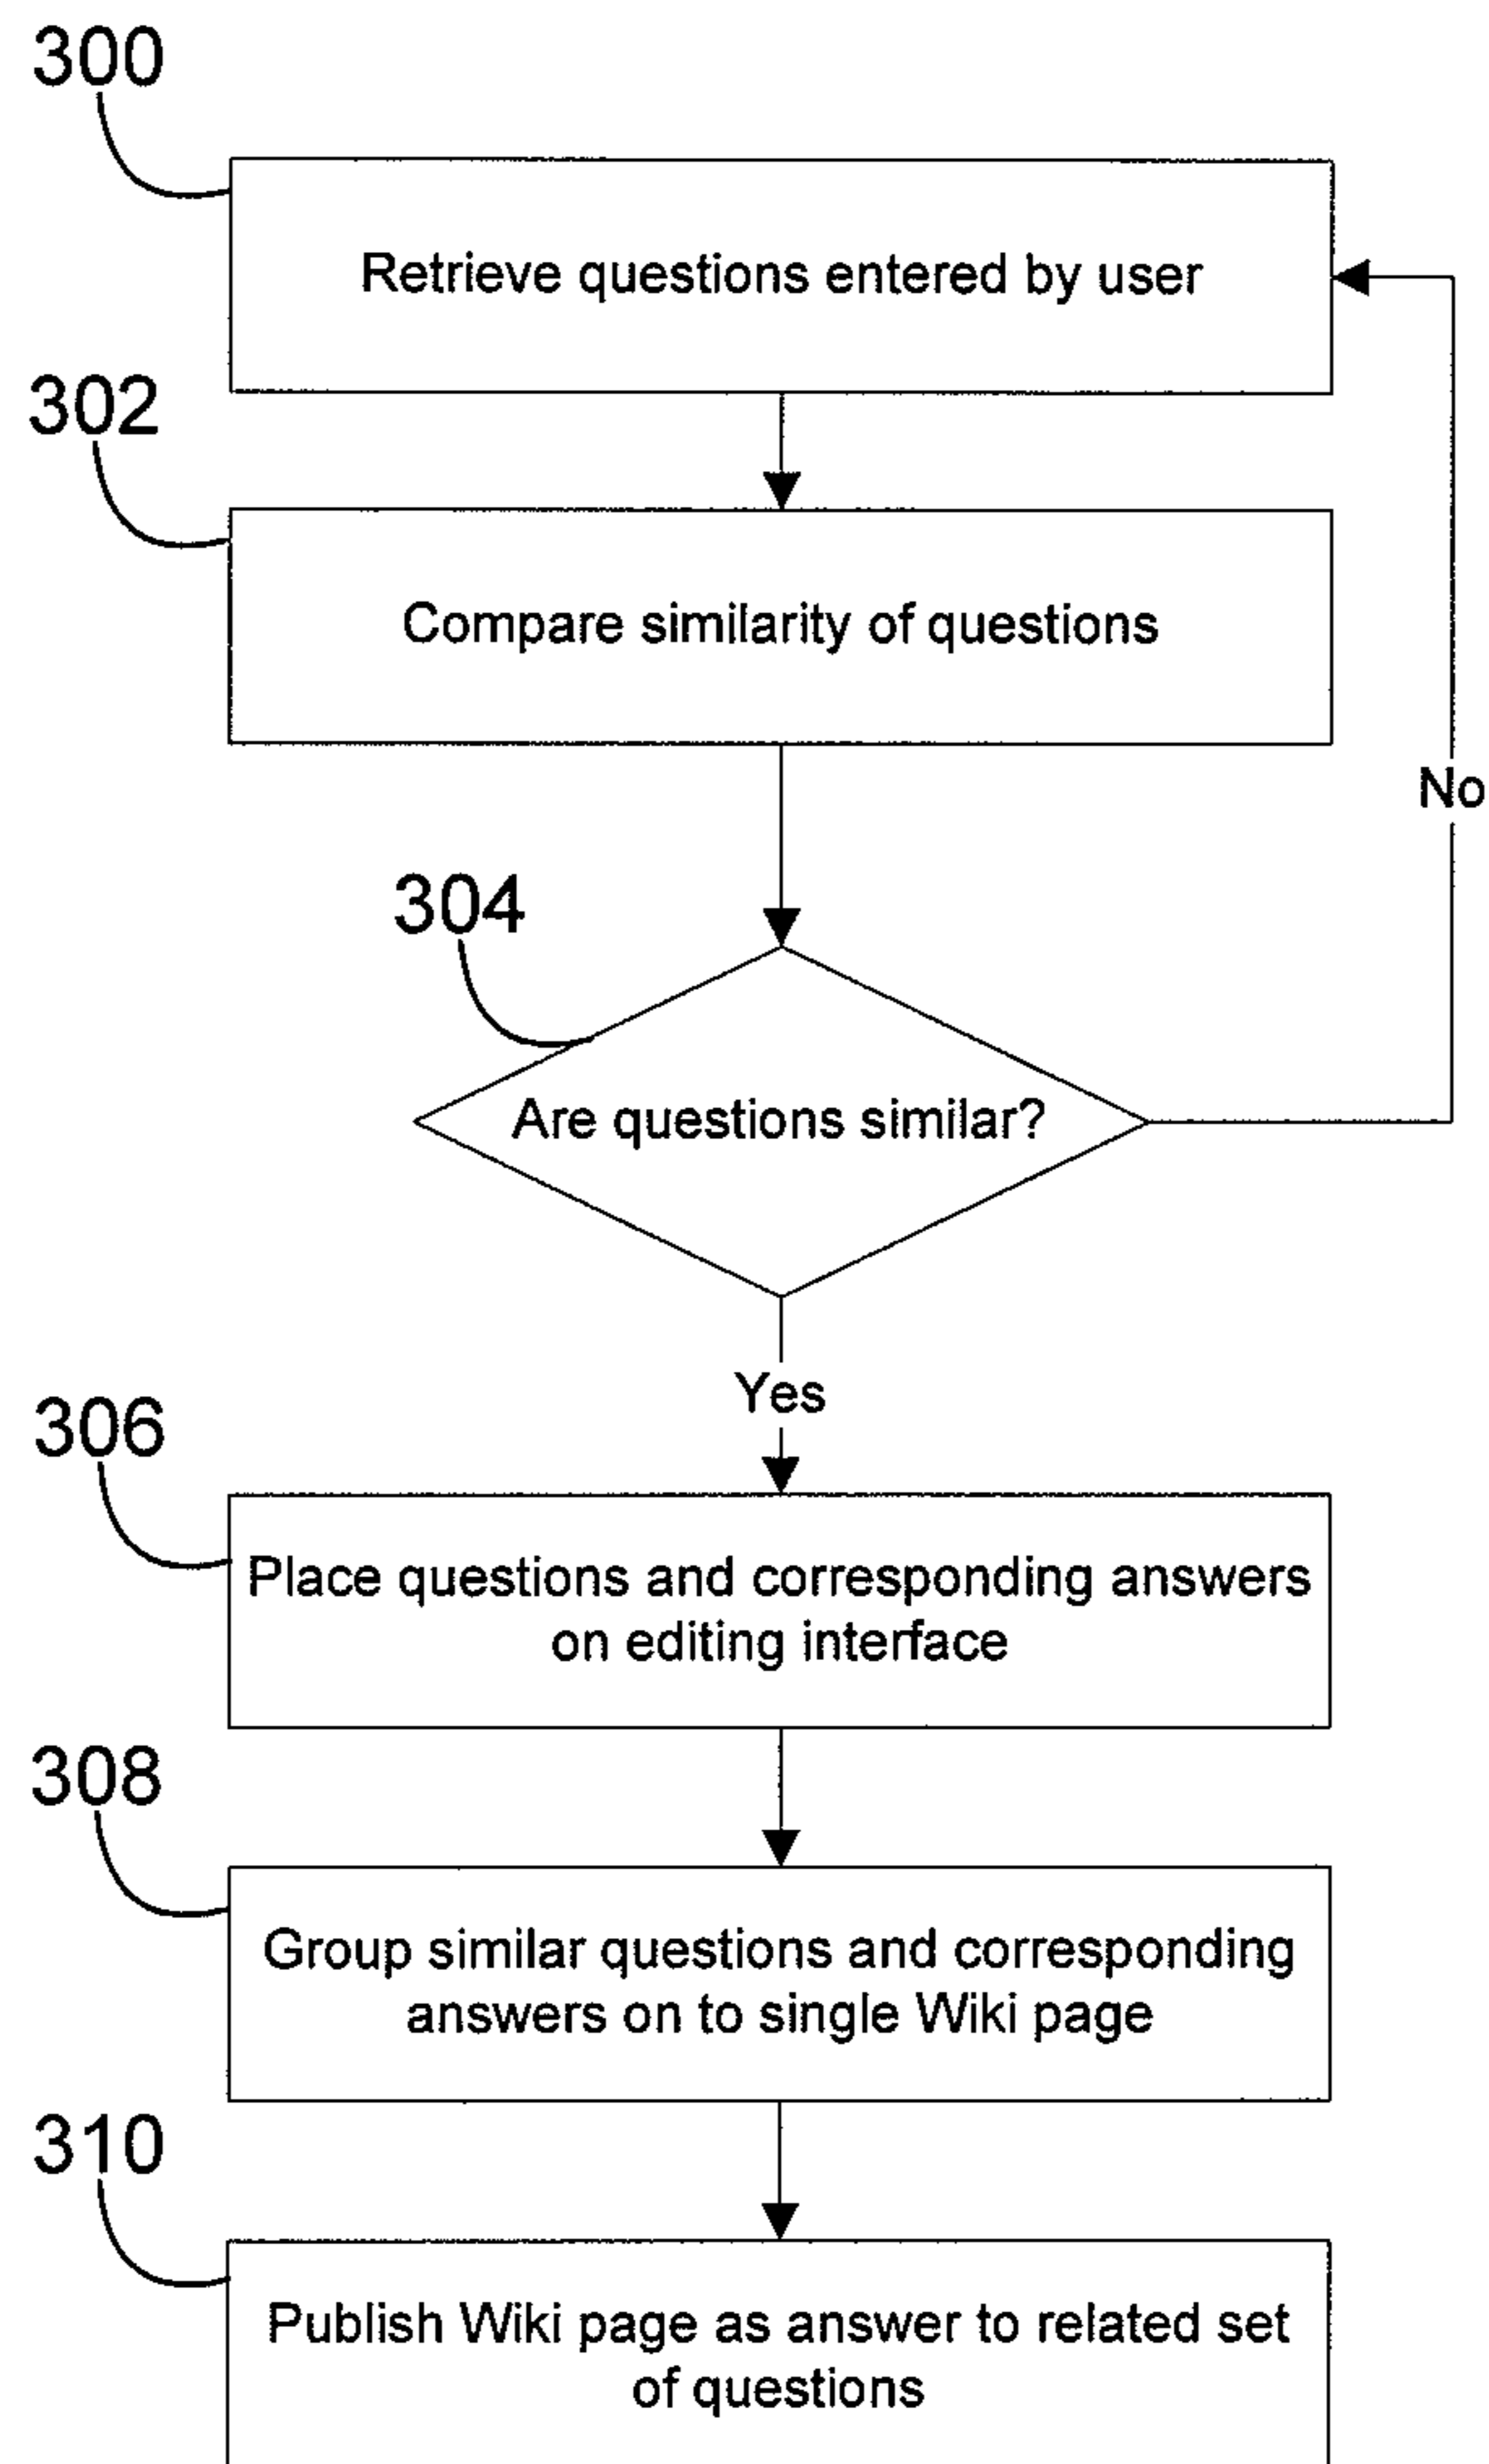 300
Retrieve questions entered by user
302
Compare similarity of questions
No
304
Are questions similar?
Yes
306
Place questions and corresponding answers
on editing interface
308
Group similar questions and corresponding
answers on to single Wiki page
310
Publish Wiki page as answer to related set
of questions